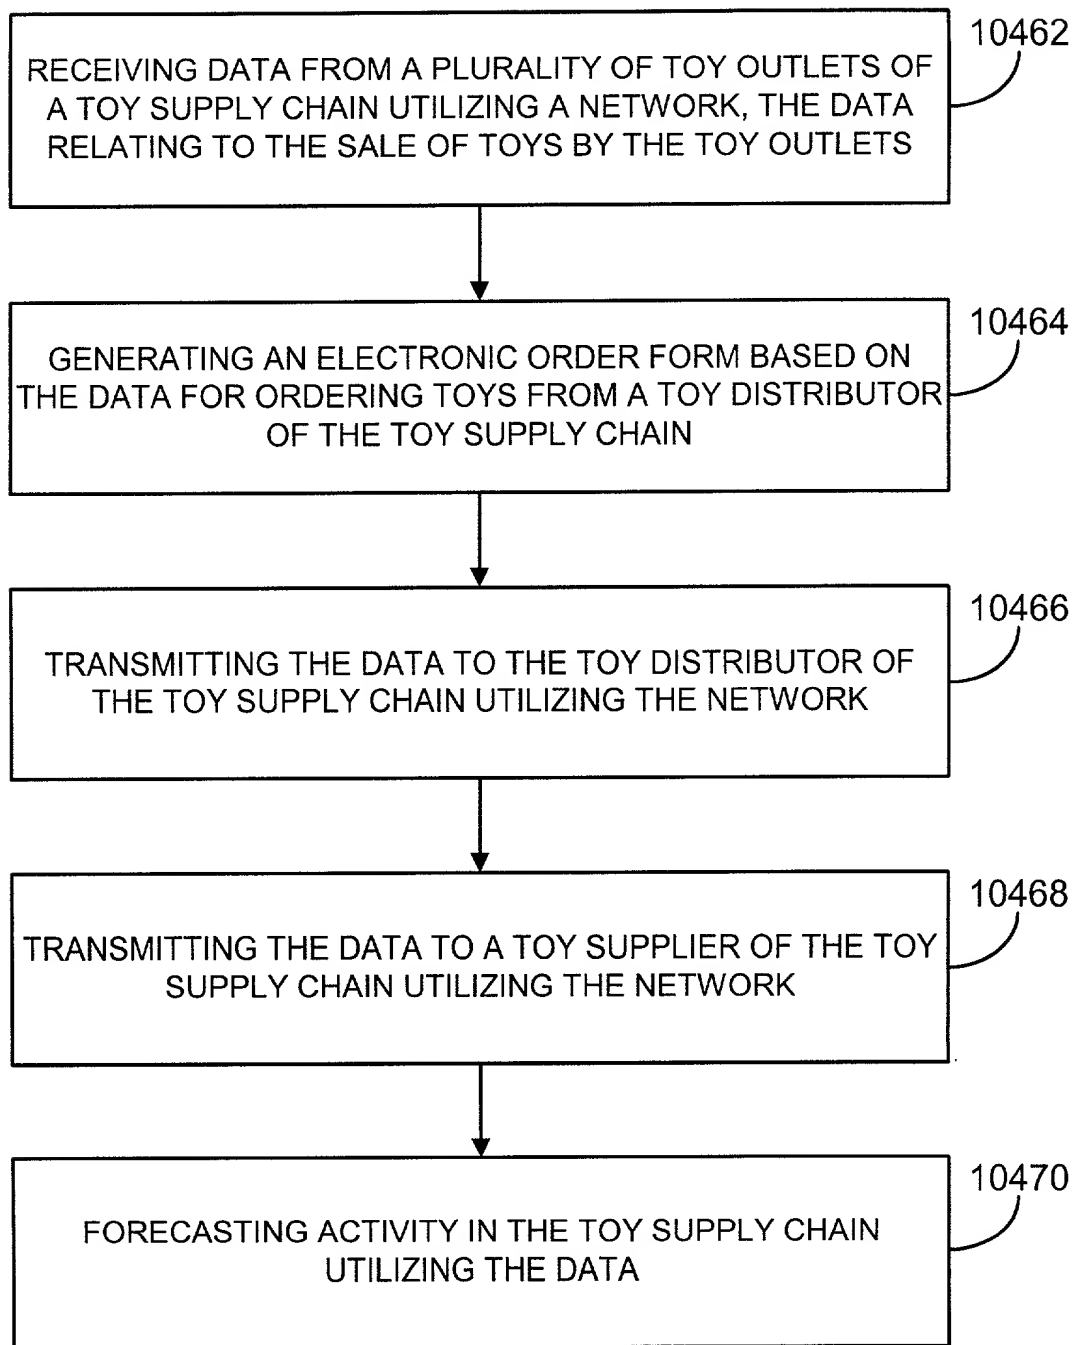 10462
RECEIVING DATA FROM A PLURALITY OF TOY OUTLETS OF
A TOY SUPPLY CHAIN UTILIZING A NETWORK, THE DATA
RELATING TO THE SALE OF TOYS BY THE TOY OUTLETS
10464
GENERATING AN ELECTRONIC ORDER FORM BASED ON
THE DATA FOR ORDERING TOYS FROM A TOY DISTRIBUTOR
OF THE TOY SUPPLY CHAIN
10466
TRANSMITTING THE DATA TO THE TOY DISTRIBUTOR OF
THE TOY SUPPLY CHAIN UTILIZING THE NETWORK
10468
TRANSMITTING THE DATA TO A TOY SUPPLIER OF THE TOY
SUPPLY CHAIN UTILIZING THE NETWORK
10470
FORECASTING ACTIVITY IN THE TOY SUPPLY CHAIN
UTILIZING THE DATA